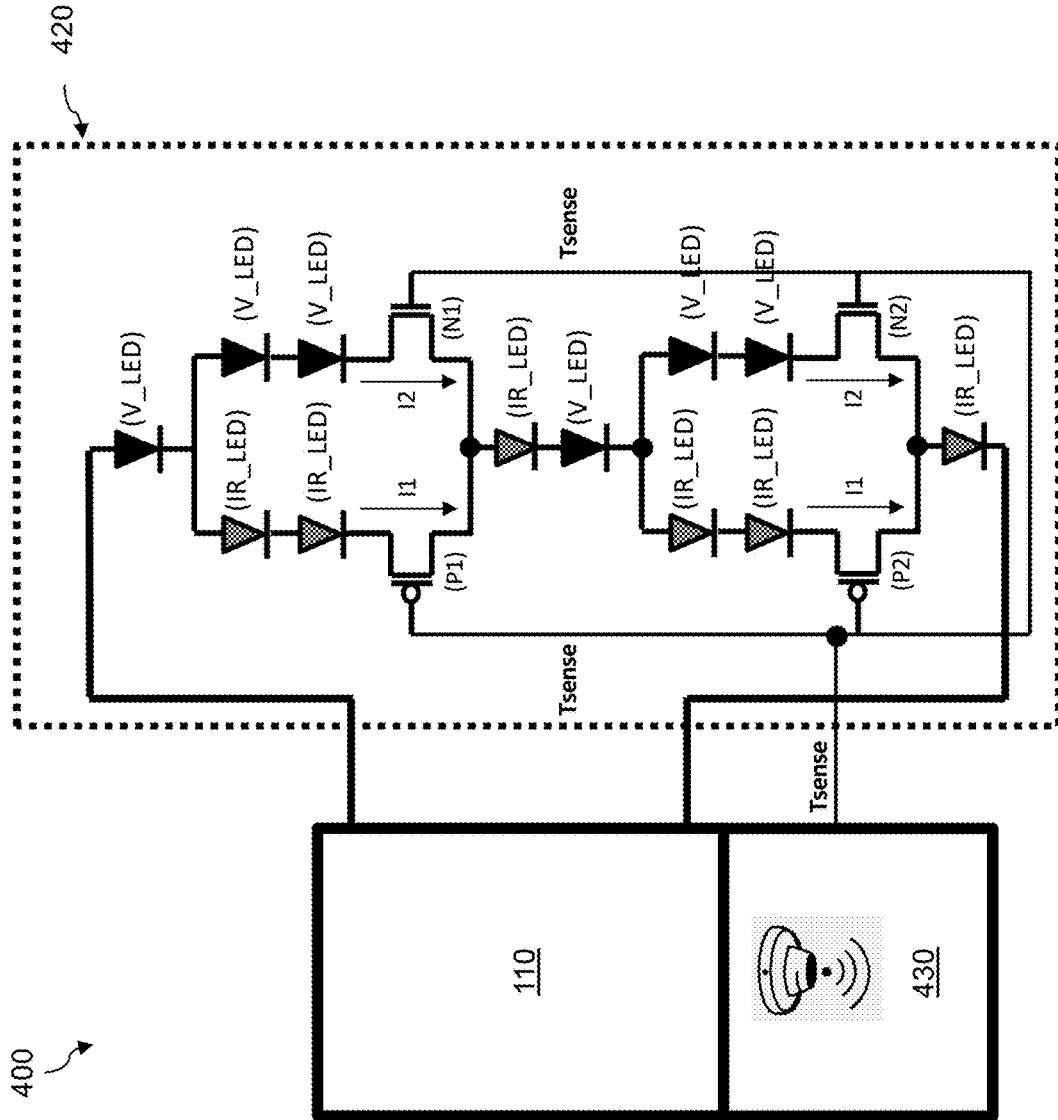 400
420
(V_LED)
(IR_LED)
(V_LED)
(IR_LED)
(V_LED)
I1
I2
(P1)
(N1)
Tsense
Tsense
(IR_LED)
(V_LED)
(IR_LED)
(V_LED)
(IR_LED)
(V_LED)
I1
I2
(P2)
(N2)
(IR_LED)
Tsense
110
430